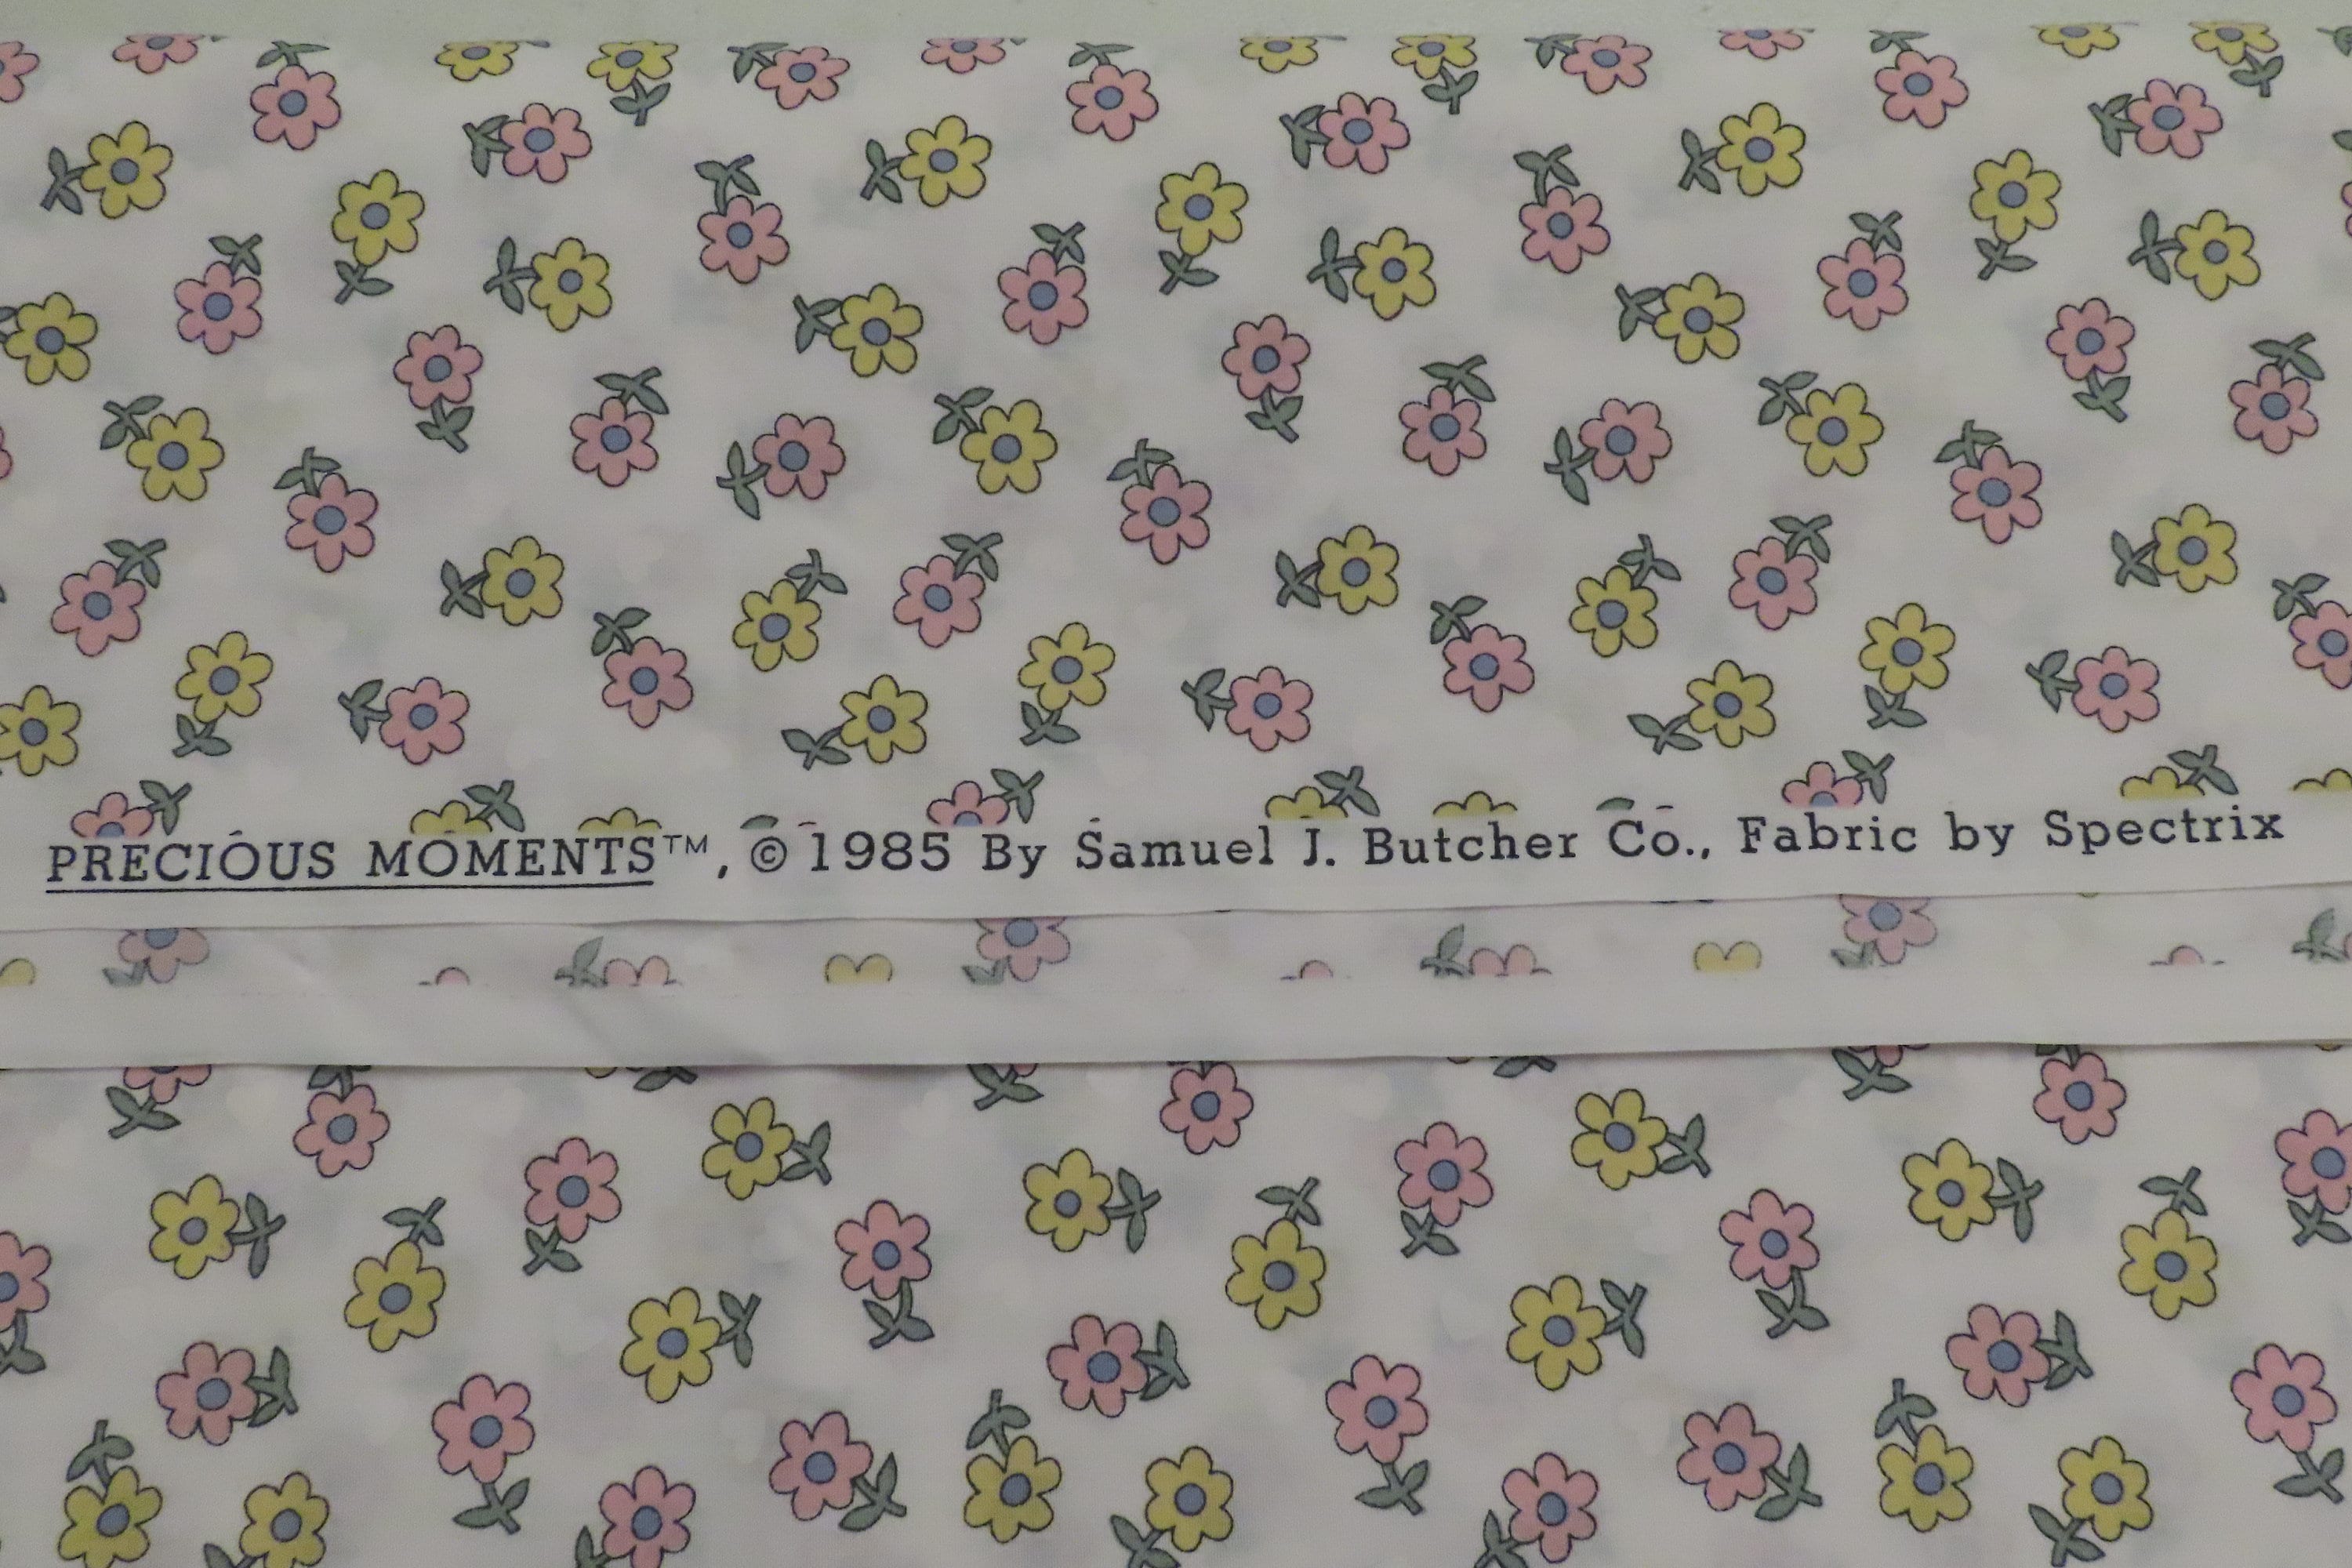 PRECIOUS MOMENTS™, © 1985 By Samuel J. Butcher Co., Fabric by Spectrix